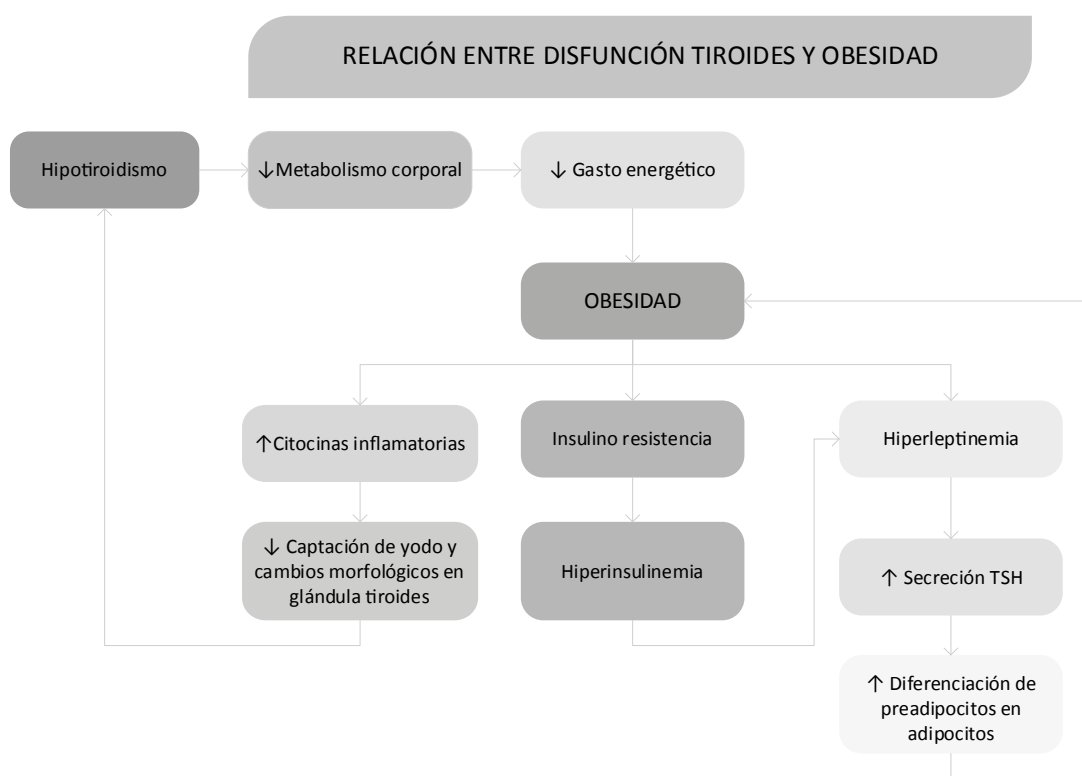 RELACIÓN ENTRE DISFUNCIÓN TIROIDES Y OBESIDAD
Hipotiroidismo
↓Metabolismo corporal
↓ Gasto energético
OBESIDAD
↑Citocinas inflamatorias
Insulino resistencia
Hiperleptinemia
↓ Captación de yodo y
cambios morfológicos en
glándula tiroides
Hiperinsulinemia
↑ Secreción TSH
↑ Diferenciación de
preadipocitos en
adipocitos